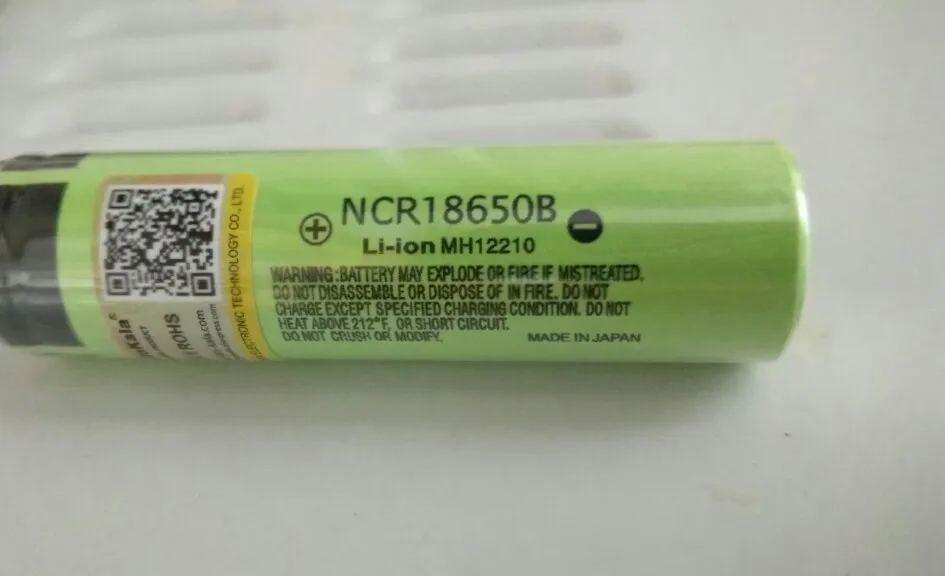 NCR18650B
Li-ion MH12210
WARNING:BATTERY MAY EXPLODE OR FIRE IF MISTREATED.
DO NOT DISASSEMBLE OR DISPOSE OF IN FIRE. DO NOT
CHARGE EXCEPT SPECIFIED CHARGING CONDITION. DO NOT
HEAT ABOVE 212°F, OR SHORT CIRCUIT.
DO NOT CRUSH OR MODIFY.
MADE IN JAPAN
ROHS
ELECTRONIC TECHNOLOGY CO., LTD.